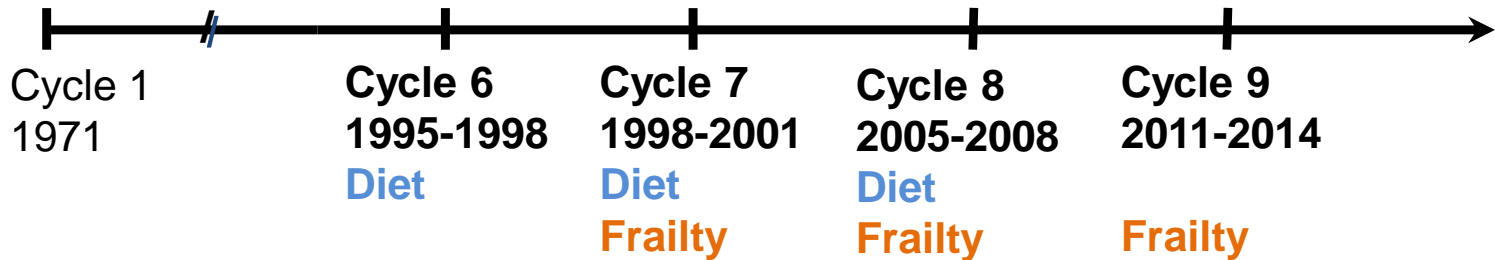 Cycle 1
1971
Cycle 6
1995-1998
Diet
Cycle 7
1998-2001
Diet
Frailty
Cycle 8
2005-2008
Diet
Frailty
Cycle 9
2011-2014
Frailty